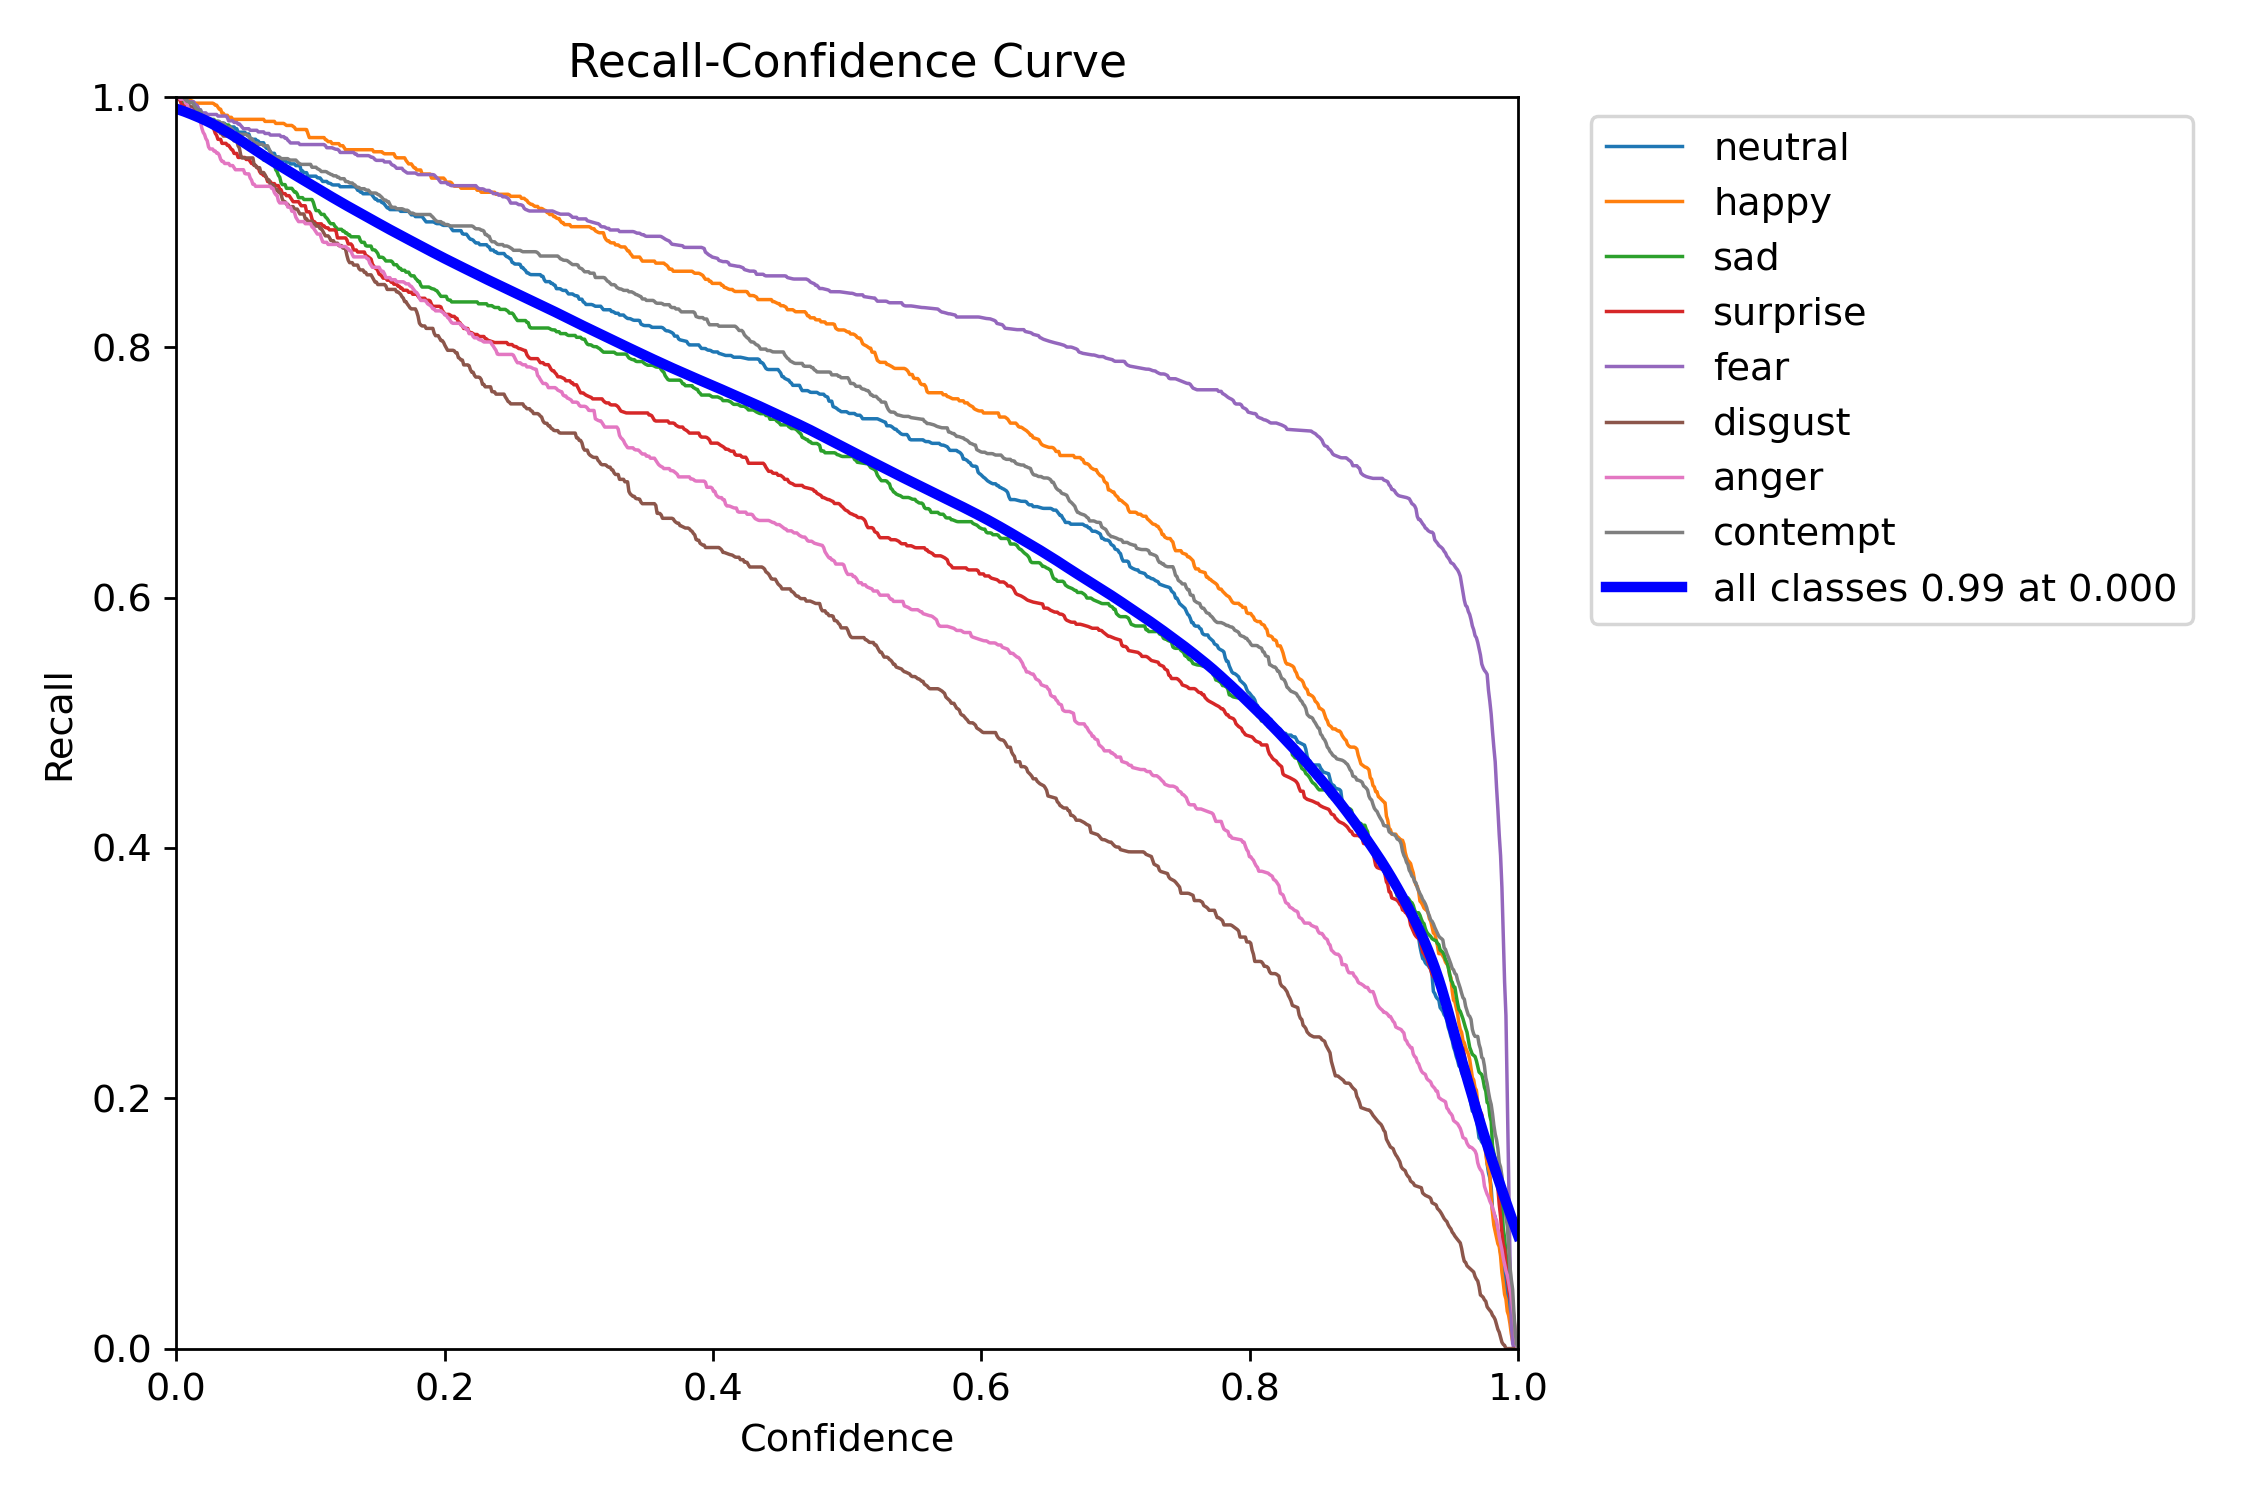 Recall-Confidence Curve
1.0
0.8
0.6
0.4
0.2
0.0
Recall
0.0 0.2 0.4 0.6 0.8 1.0
Confidence
neutral
happy
sad
surprise
fear
disgust
anger
contempt
all classes 0.99 at 0.000